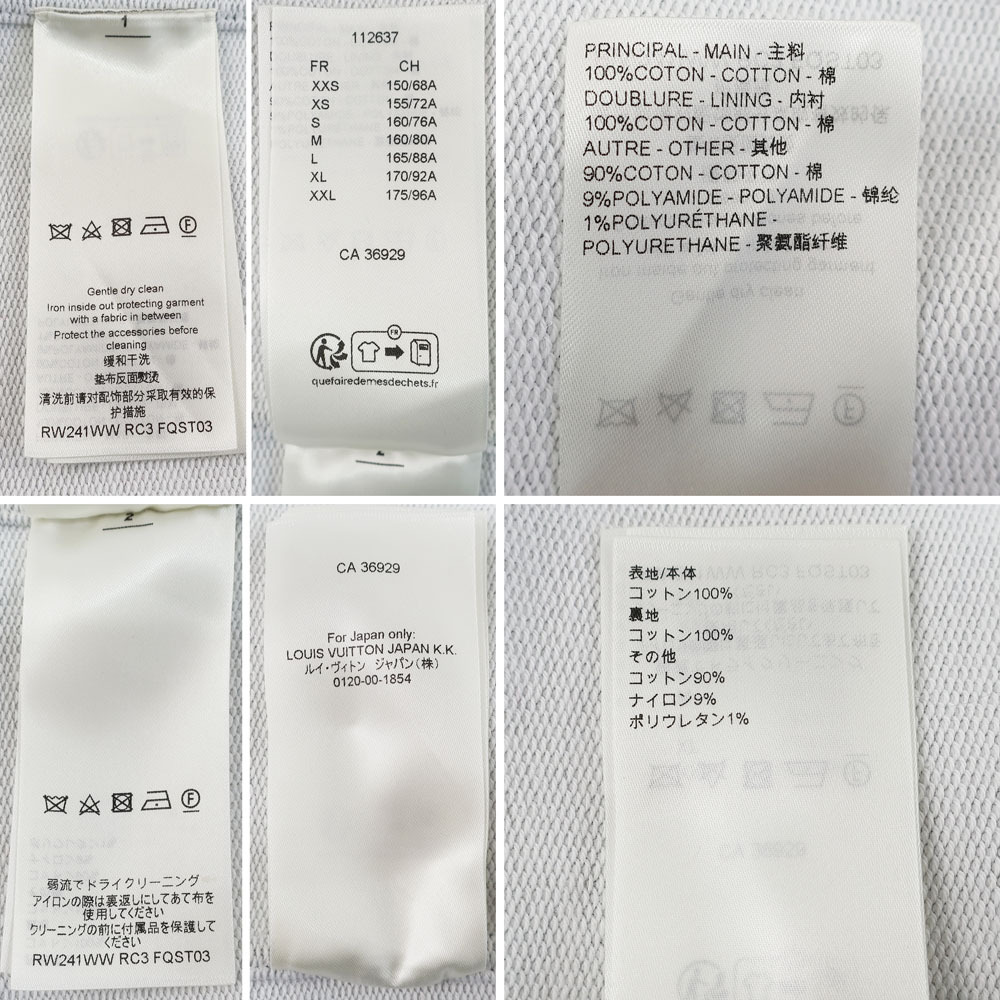 1
Gentle dry clean
Iron inside out protecting garment
with a fabric in between
Protect the accessories before
cleaning
缓和干洗
垫布反面熨烫
清洗前请对配饰部分采取有效的保
护措施
RW241WW RC3 FQST03
112637
FR CH
XXS 150/68A
XS 155/72A
S 160/76A
M 160/80A
L 165/88A
XL 170/92A
XXL 175/96A
CA 36929
FR
quefairedemesdechets.fr
PRINCIPAL - MAIN - 主料
100%COTON - COTTON - 棉
DOUBLURE - LINING - 内衬
100%COTON - COTTON - 棉
AUTRE - OTHER - 其他
90%COTON - COTTON - 棉
9%POLYAMIDE - POLYAMIDE - 锦纶
1%POLYURÉTHANE -
POLYURETHANE - 聚氨酯纤维
2
弱流でドライクリーニング
アイロンの際は裏返しにしてあて布を
使用してください
クリーニングの前に付属品を保護して
ください
RW241WW RC3 FQST03
CA 36929
For Japan only:
LOUIS VUITTON JAPAN K.K.
ルイ・ヴィトン ジャパン(株)
0120-00-1854
表地/本体
コットン100%
裏地
コットン100%
その他
コットン90%
ナイロン9%
ポリウレタン1%